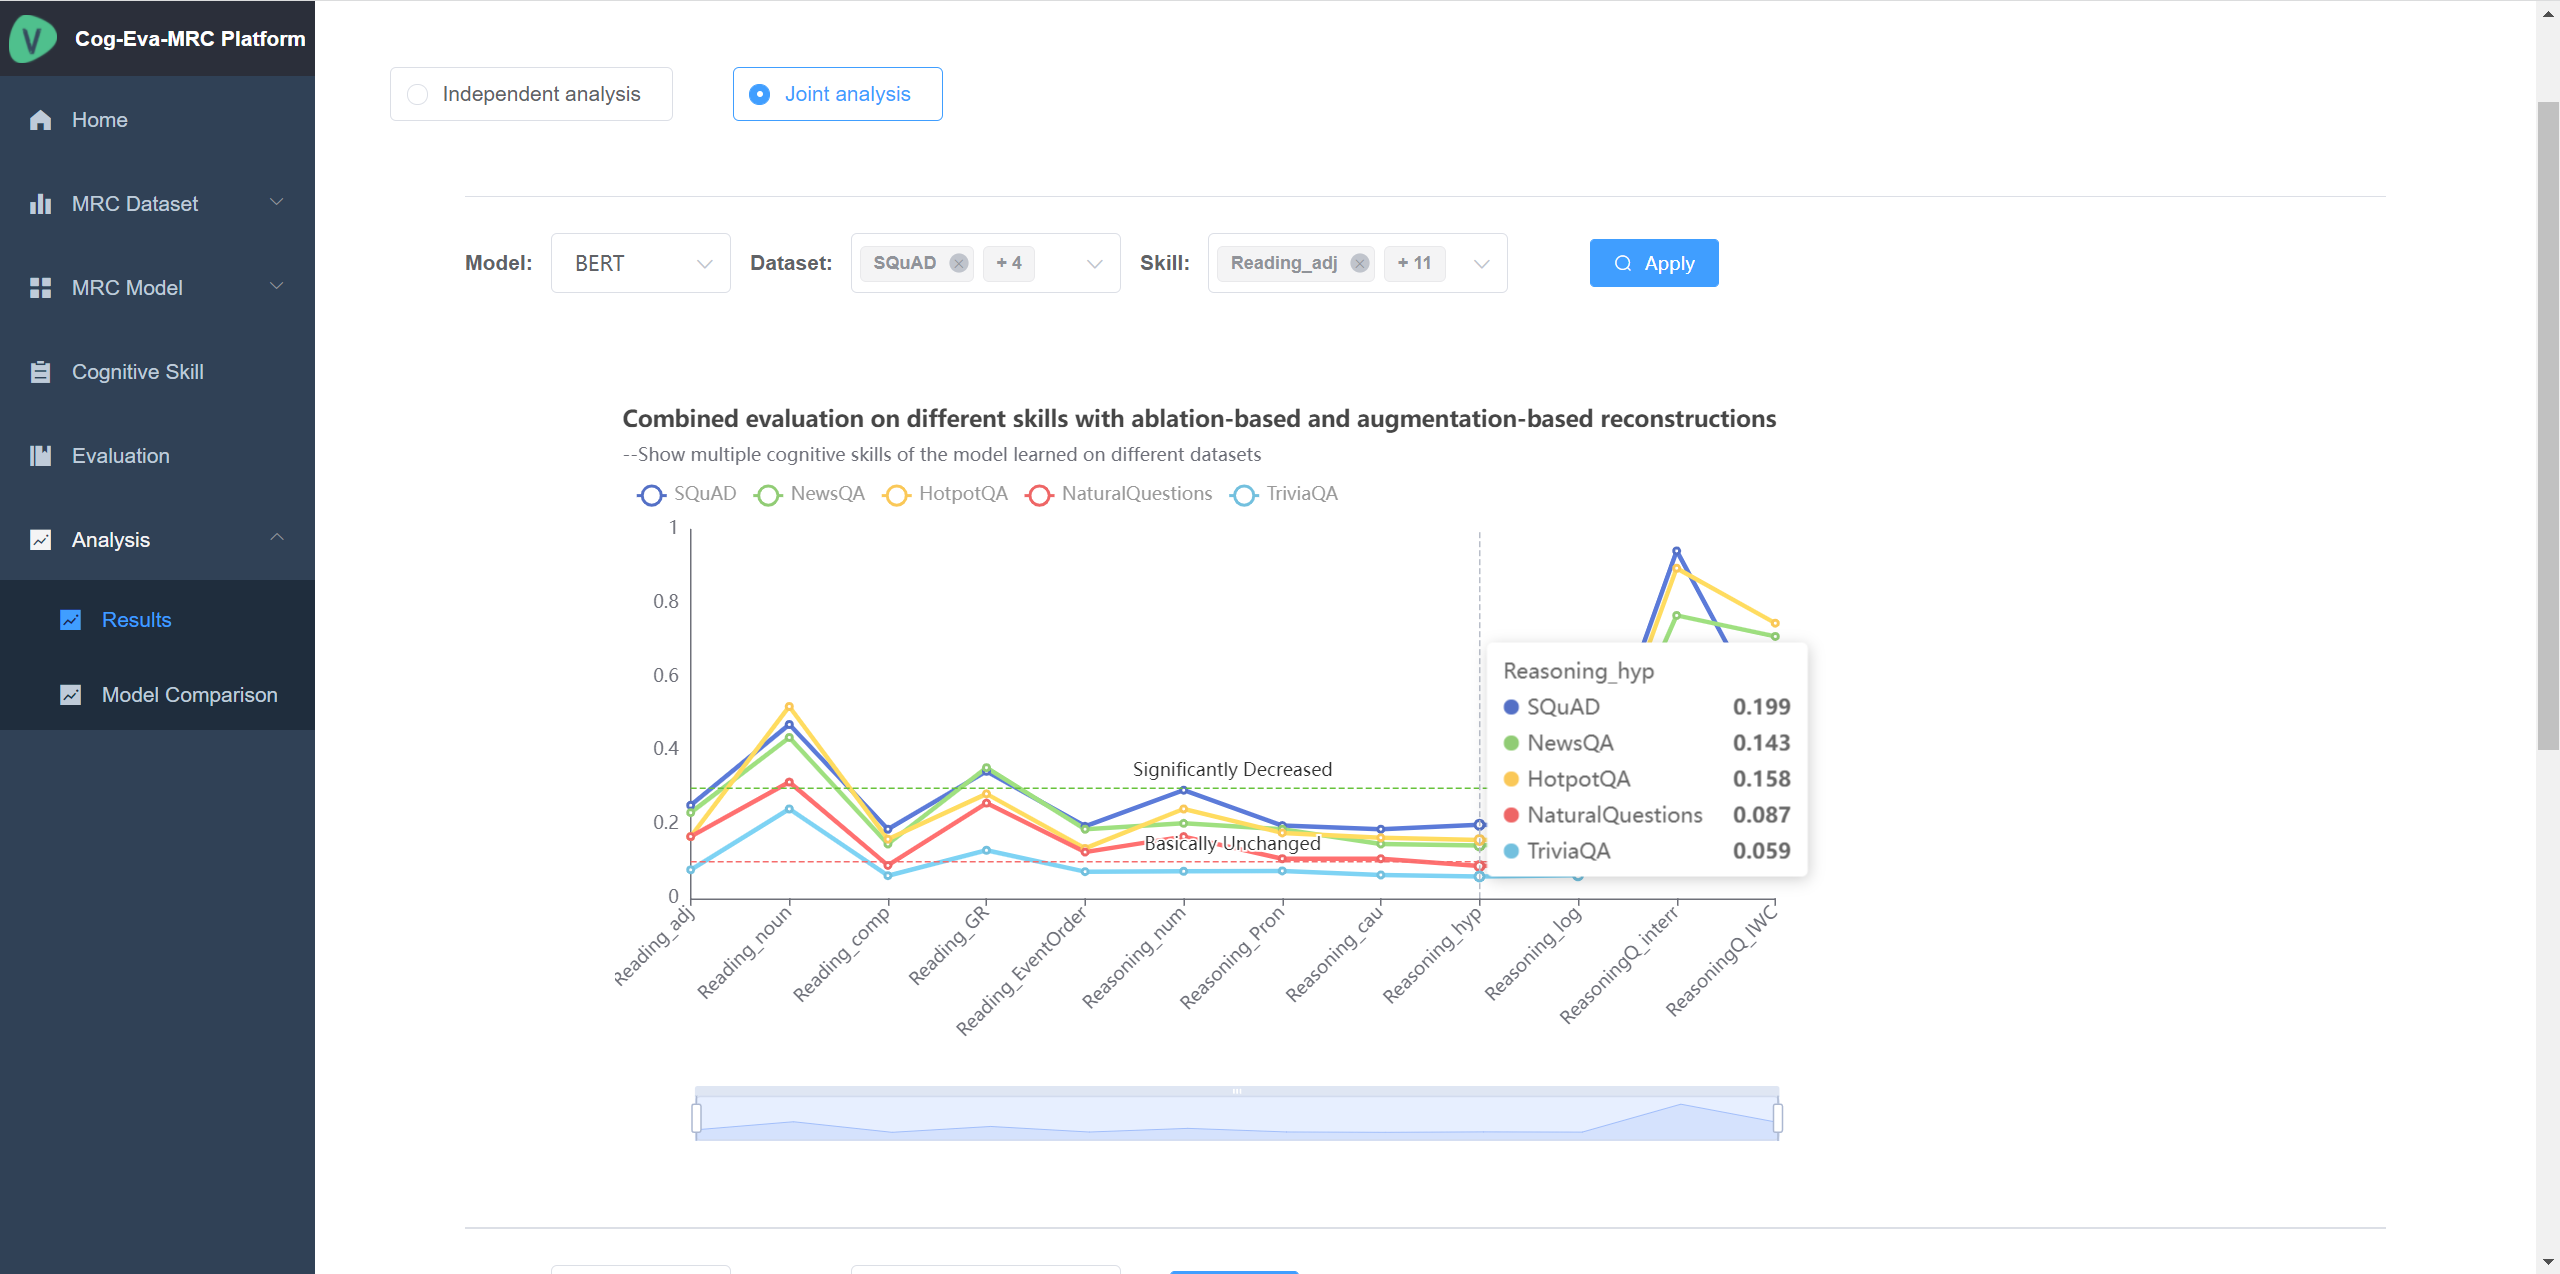 V Cog-Eva-MRC Platform
Home
MRC Dataset
MRC Model
Cognitive Skill
Evaluation
Analysis
Results
Model Comparison
Independent analysis
Joint analysis
Model: BERT Dataset: SQuAD + 4 Skill: Reading_adj + 11 Apply
Combined evaluation on different skills with ablation-based and augmentation-based reconstructions
--Show multiple cognitive skills of the model learned on different datasets
SQuAD NewsQA HotpotQA NaturalQuestions TriviaQA
1
0.8
0.6
0.4
0.2
0
Significantly Decreased
Basically Unchanged
Reasoning_hyp
SQuAD 0.199
NewsQA 0.143
HotpotQA 0.158
NaturalQuestions 0.087
TriviaQA 0.059
Reading_adj
Reading_noun
Reading_comp
Reading_GR
Reading_EventOrder
Reasoning_num
Reasoning_Pron
Reasoning_cau
Reasoning_hyp
Reasoning_log
ReasoningQ_interr
ReasoningQ_IWC